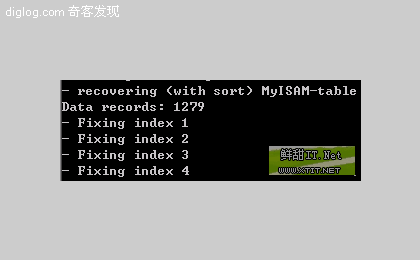 diglog.com 奇客发现
- recovering (with sort) MyISAM-table
Data records: 1279
- Fixing index 1
- Fixing index 2
- Fixing index 3
- Fixing index 4
鲜甜IT.Net
www.XTIT.NET